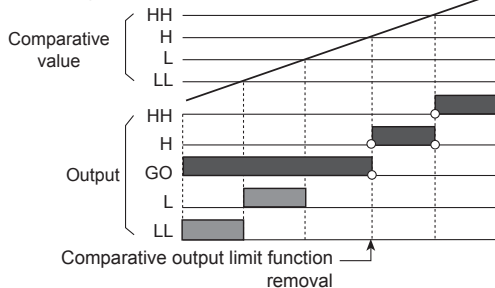 HH
H
L
LL
Comparative
value
HH
H
GO
L
LL
Output
Comparative output limit function
removal